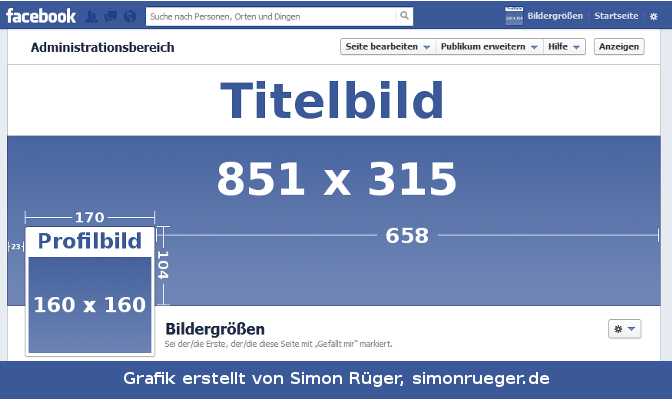 facebook
Suche nach Personen, Orten und Dingen
Bildergrößen
Startseite
Administrationsbereich
Seite bearbeiten
Publikum erweitern
Hilfe
Anzeigen
Titelbild
851 x 315
170
658
23
Profilbild
104
160 x 160
Bildergrößen
Sei der/die Erste, der/die diese Seite mit „Gefällt mir“ markiert.
Grafik erstellt von Simon Rüger, simonrueger.de